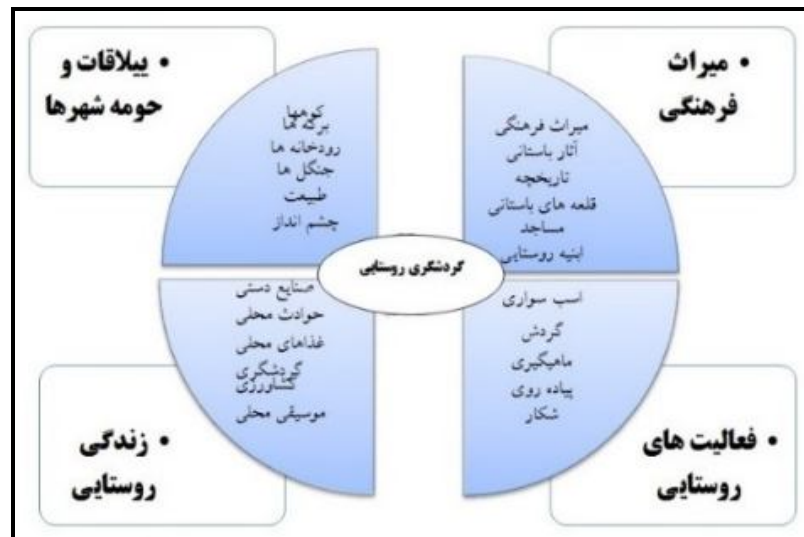 میراث
فرهنگی
میراث فرهنگی
آثار باستانی
تاریخچه
قلعه های باستانی
مساجد
ابنیه روستایی
ییلاقات و
حومه شهرها
کوهها
برکه ها
رودخانه ها
جنگل ها
طبیعت
چشم انداز
گردشگری روستایی
اسب سواری
گردش
ماهیگیری
پیاده روی
شکار
فعالیت های
روستایی
صنایع دستی
حوادث محلی
غذاهای محلی
گردشگری
کشاورزی
موسیقی محلی
زندگی
روستایی